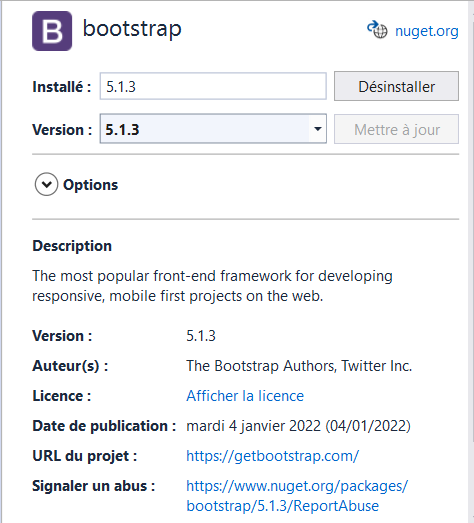 B bootstrap nuget.org
Installé : 5.1.3 Désinstaller
Version : 5.1.3 Mettre à jour
Options
Description
The most popular front-end framework for developing
responsive, mobile first projects on the web.
Version : 5.1.3
Auteur(s) : The Bootstrap Authors, Twitter Inc.
Licence : Afficher la licence
Date de publication : mardi 4 janvier 2022 (04/01/2022)
URL du projet : https://getbootstrap.com/
Signaler un abus : https://www.nuget.org/packages/
bootstrap/5.1.3/ReportAbuse